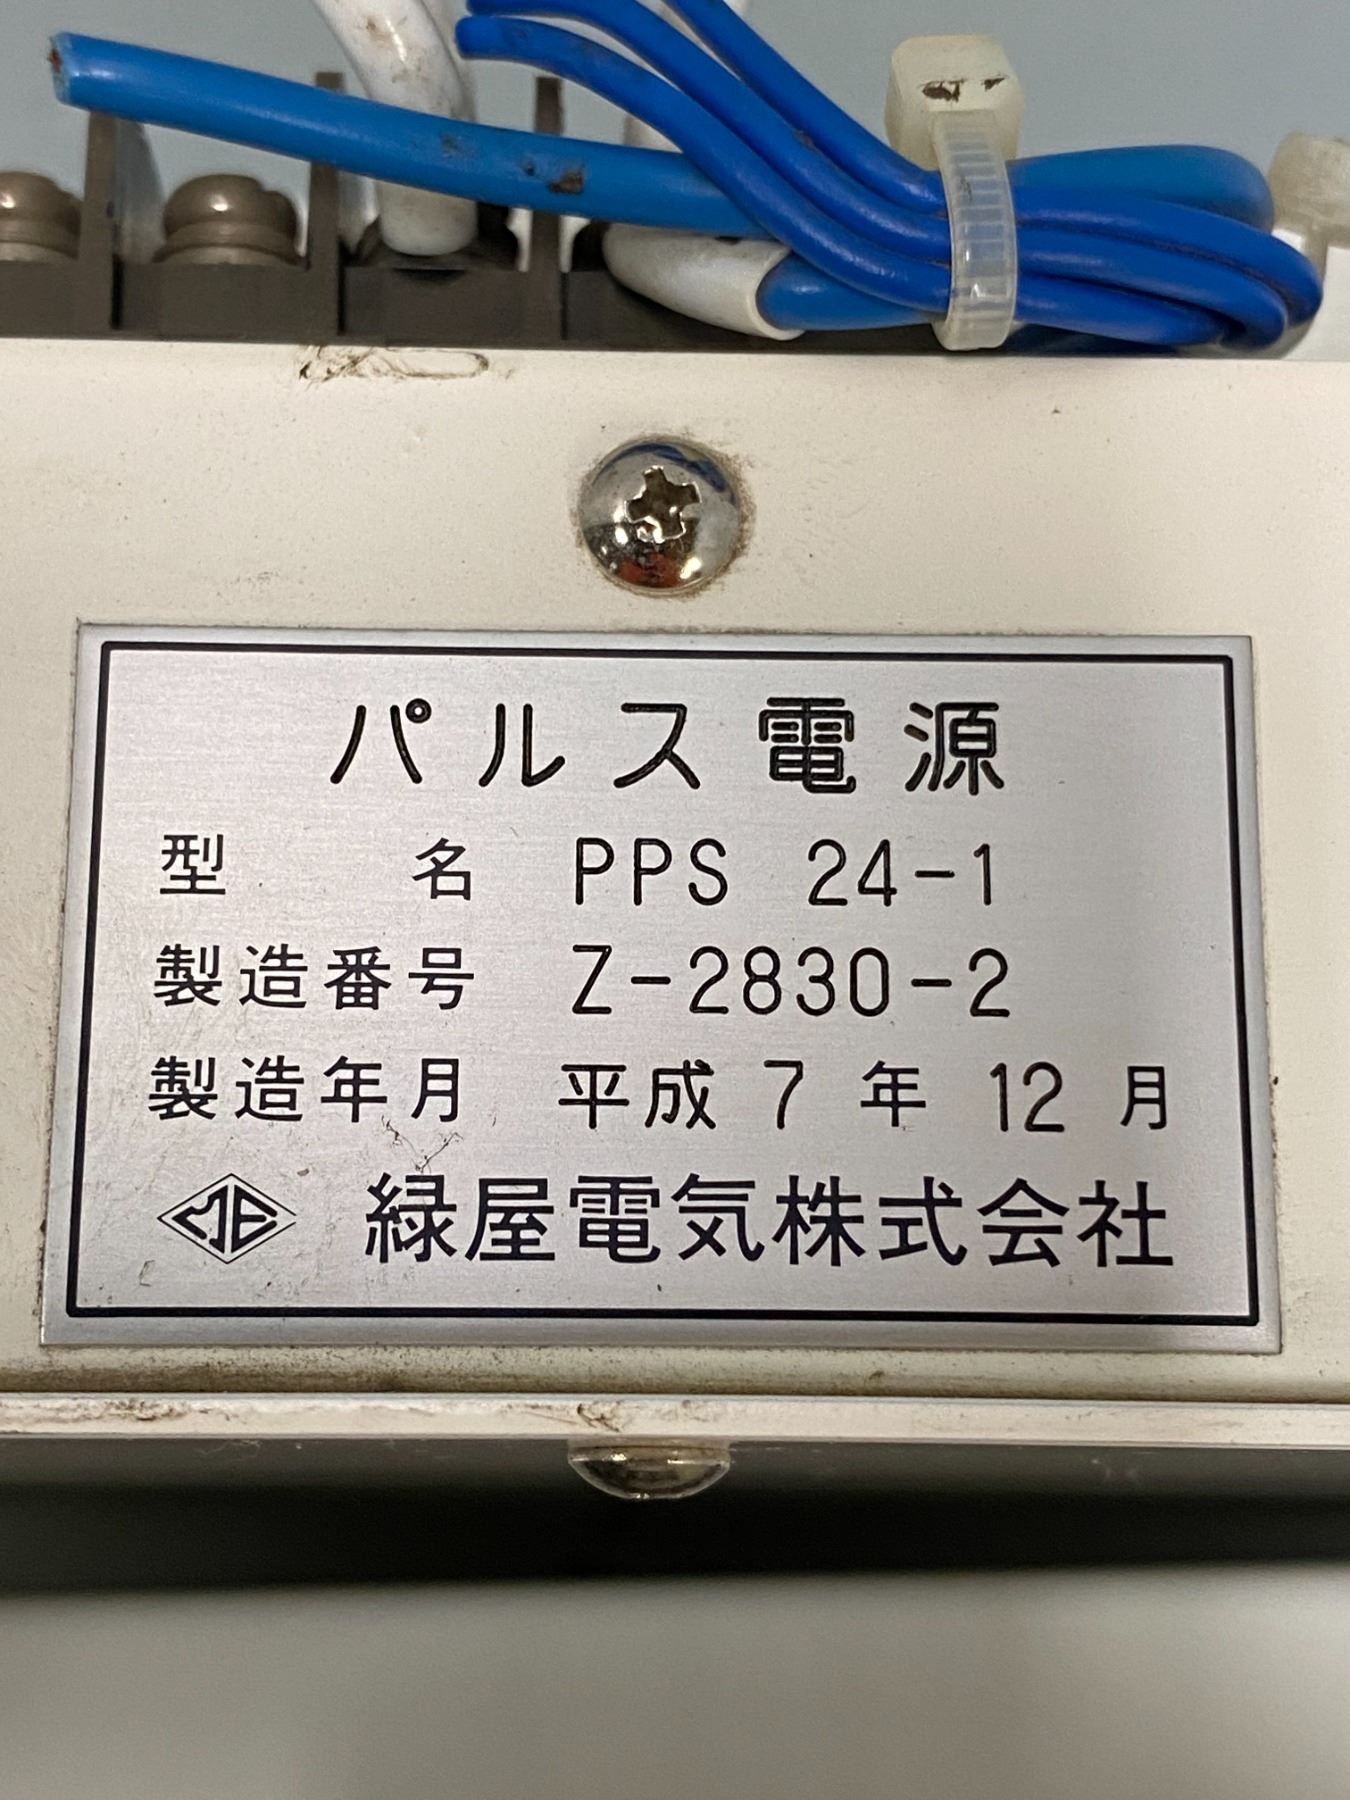 パルス電源
型名 PPS 24-1
製造番号 Z-2830-2
製造年月 平成 7 年 12 月
ME 緑屋電気株式会社